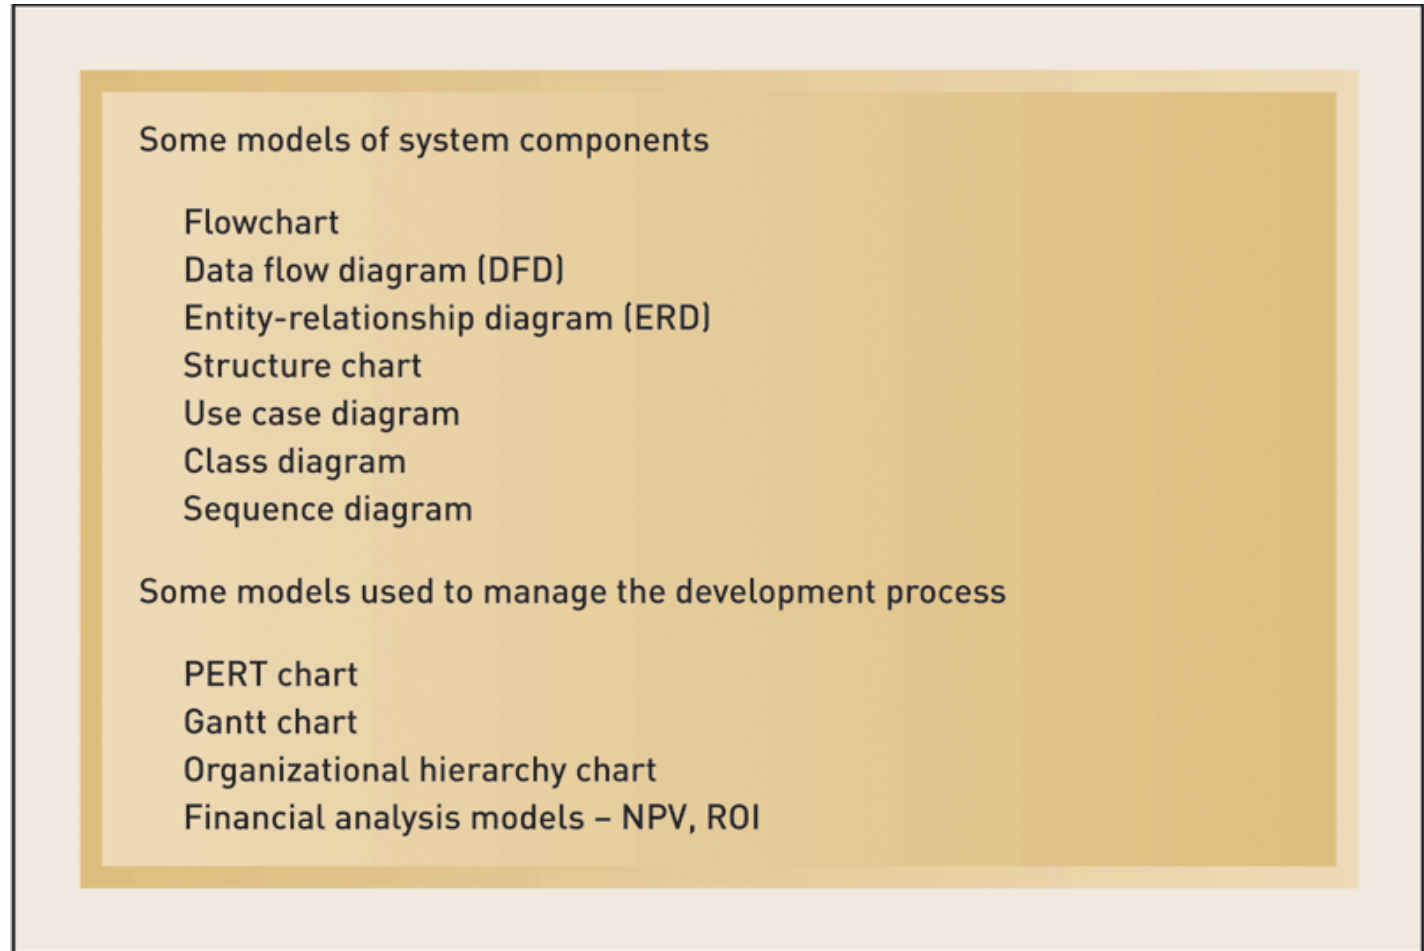 Some models of system components
Flowchart
Data flow diagram (DFD)
Entity-relationship diagram (ERD)
Structure chart
Use case diagram
Class diagram
Sequence diagram
Some models used to manage the development process
PERT chart
Gantt chart
Organizational hierarchy chart
Financial analysis models – NPV, ROI